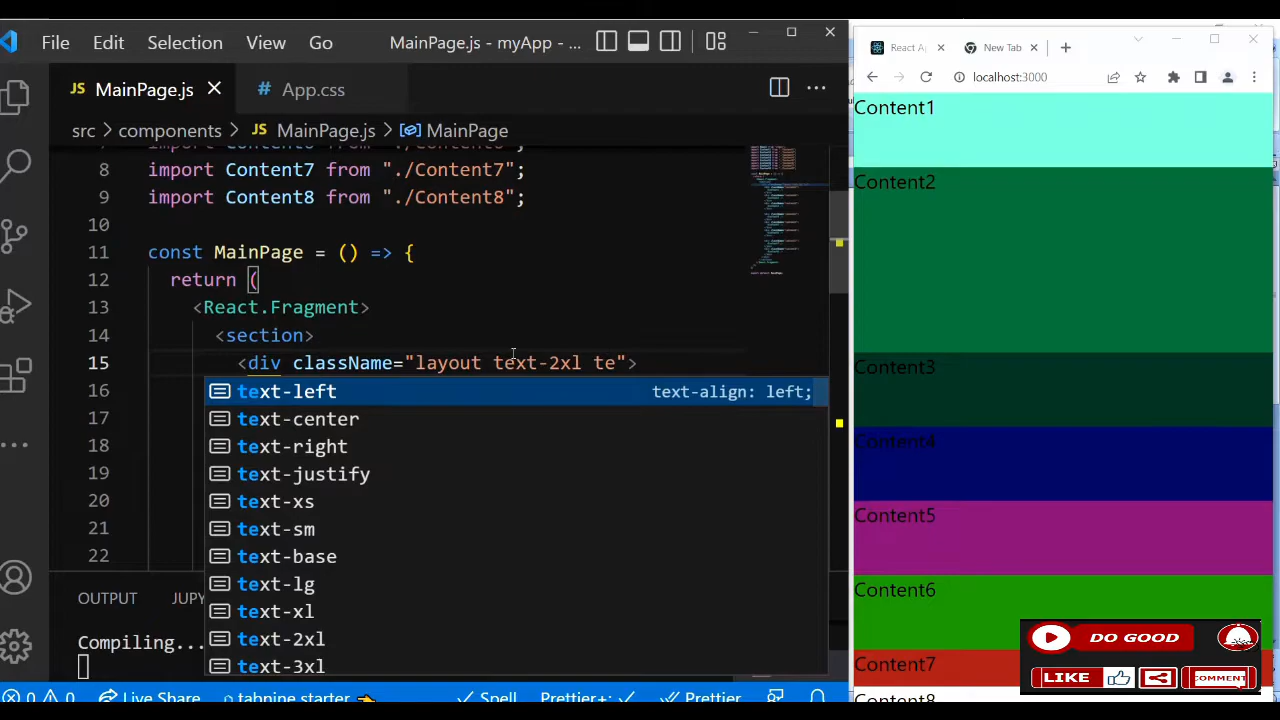 File Edit Selection View Go MainPage.js - myApp - ...
JS MainPage.js
# App.css
src > components > JS MainPage.js > MainPage
8 import Content7 from "./Content7";
9 import Content8 from "./Content8";
10
11 const MainPage = () => {
12 return (
13 <React.Fragment>
14 <section>
15 <div className="layout text-2xl te">
16 text-left text-align: left;
17 text-center
18 text-right
19 text-justify
20 text-xs
21 text-sm
22 text-base
text-lg
text-xl
text-2xl
text-3xl
OUTPUT JUPY
Compiling...
0 0 Live Share tabnine starter Spell Prettier+: Prettier
React A
New Tab
localhost:3000
Content1
Content2
Content3
Content4
Content5
Content6
Content7
Content8
DO GOOD
LIKE
COMMENT